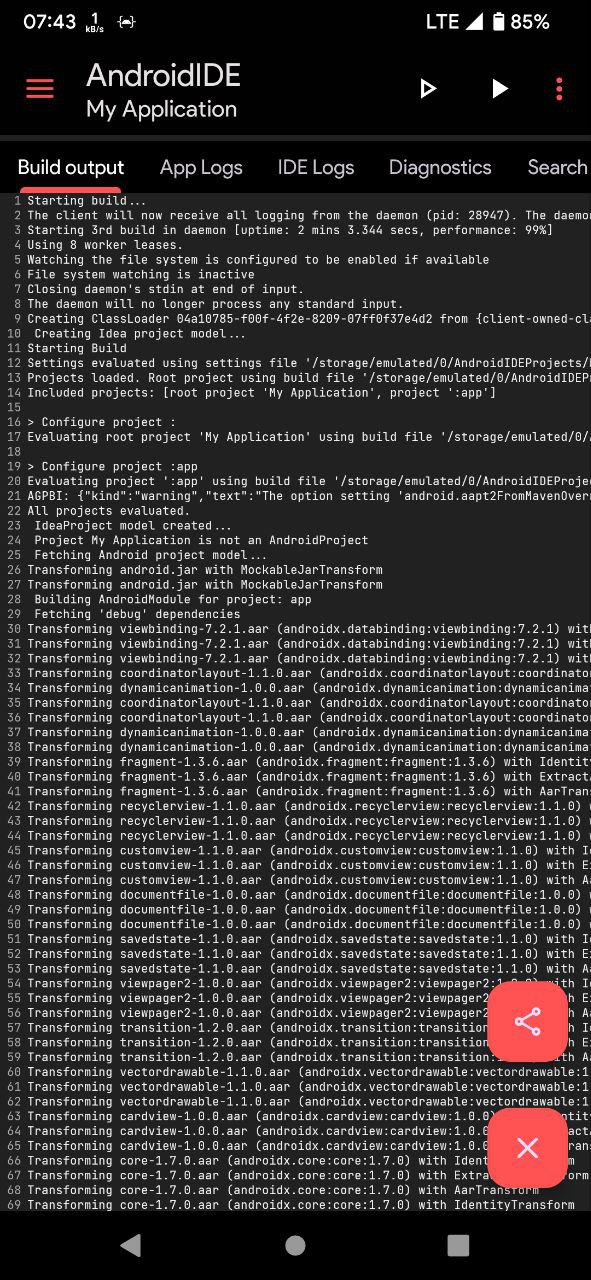 07:43 1 kB/s LTE 85%
AndroidIDE
My Application
Build output App Logs IDE Logs Diagnostics Search
1 Starting build...
2 The client will now receive all logging from the daemon (pid: 28947). The daemo
3 Starting 3rd build in daemon [uptime: 2 mins 3.344 secs, performance: 99%]
4 Using 8 worker leases.
5 Watching the file system is configured to be enabled if available
6 File system watching is inactive
7 Closing daemon's stdin at end of input.
8 The daemon will no longer process any standard input.
9 Creating ClassLoader 04a10785-f00f-4f2e-8209-07ff0f37e4d2 from {client-owned-cla
10 Creating Idea project model...
11 Starting Build
12 Settings evaluated using settings file '/storage/emulated/0/AndroidIDEProjects/
13 Projects loaded. Root project using build file '/storage/emulated/0/AndroidIDEP
14 Included projects: [root project 'My Application', project ':app']
15
16 > Configure project :
17 Evaluating root project 'My Application' using build file '/storage/emulated/0/
18
19 > Configure project :app
20 Evaluating project ':app' using build file '/storage/emulated/0/AndroidIDEProje
21 AGPBI: {"kind":"warning","text":"The option setting 'android.aapt2FromMavenOver
22 All projects evaluated.
23 IdeaProject model created...
24 Project My Application is not an AndroidProject
25 Fetching Android project model...
26 Transforming android.jar with MockableJarTransform
27 Transforming android.jar with MockableJarTransform
28 Building AndroidModule for project: app
29 Fetching 'debug' dependencies
30 Transforming viewbinding-7.2.1.aar (androidx.databinding:viewbinding:7.2.1) wit
31 Transforming viewbinding-7.2.1.aar (androidx.databinding:viewbinding:7.2.1) wit
32 Transforming viewbinding-7.2.1.aar (androidx.databinding:viewbinding:7.2.1) wit
33 Transforming coordinatorlayout-1.1.0.aar (androidx.coordinatorlayout:coordinato
34 Transforming dynamicanimation-1.0.0.aar (androidx.dynamicanimation:dynamicanima
35 Transforming coordinatorlayout-1.1.0.aar (androidx.coordinatorlayout:coordinato
36 Transforming coordinatorlayout-1.1.0.aar (androidx.coordinatorlayout:coordinato
37 Transforming dynamicanimation-1.0.0.aar (androidx.dynamicanimation:dynamicanima
38 Transforming dynamicanimation-1.0.0.aar (androidx.dynamicanimation:dynamicanima
39 Transforming fragment-1.3.6.aar (androidx.fragment:fragment:1.3.6) with Identit
40 Transforming fragment-1.3.6.aar (androidx.fragment:fragment:1.3.6) with Extract
41 Transforming fragment-1.3.6.aar (androidx.fragment:fragment:1.3.6) with AarTran
42 Transforming recyclerview-1.1.0.aar (androidx.recyclerview:recyclerview:1.1.0)
43 Transforming recyclerview-1.1.0.aar (androidx.recyclerview:recyclerview:1.1.0)
44 Transforming recyclerview-1.1.0.aar (androidx.recyclerview:recyclerview:1.1.0)
45 Transforming customview-1.1.0.aar (androidx.customview:customview:1.1.0) with I
46 Transforming customview-1.1.0.aar (androidx.customview:customview:1.1.0) with E
47 Transforming customview-1.1.0.aar (androidx.customview:customview:1.1.0) with A
48 Transforming documentfile-1.0.0.aar (androidx.documentfile:documentfile:1.0.0)
49 Transforming documentfile-1.0.0.aar (androidx.documentfile:documentfile:1.0.0)
50 Transforming documentfile-1.0.0.aar (androidx.documentfile:documentfile:1.0.0)
51 Transforming savedstate-1.1.0.aar (androidx.savedstate:savedstate:1.1.0) with I
52 Transforming savedstate-1.1.0.aar (androidx.savedstate:savedstate:1.1.0) with E
53 Transforming savedstate-1.1.0.aar (androidx.savedstate:savedstate:1.1.0) with A
54 Transforming viewpager2-1.0.0.aar (androidx.viewpager2:viewpager2:1.0.0) with I
55 Transforming viewpager2-1.0.0.aar (androidx.viewpager2:viewpager2
56 Transforming viewpager2-1.0.0.aar (androidx.viewpager2:viewpager2
57 Transforming transition-1.2.0.aar (androidx.transition:transition
58 Transforming transition-1.2.0.aar (androidx.transition:transition
59 Transforming transition-1.2.0.aar (androidx.transition:transition
60 Transforming vectordrawable-1.1.0.aar (androidx.vectordrawable:vectordrawable:1
61 Transforming vectordrawable-1.1.0.aar (androidx.vectordrawable:vectordrawable:1
62 Transforming vectordrawable-1.1.0.aar (androidx.vectordrawable:vectordrawable:1
63 Transforming cardview-1.0.0.aar (androidx.cardview:cardview:1.0.0)
64 Transforming cardview-1.0.0.aar (androidx.cardview:cardview:1.0.0
65 Transforming cardview-1.0.0.aar (androidx.cardview:cardview:1.0.0
66 Transforming core-1.7.0.aar (androidx.core:core:1.7.0) with Ident
67 Transforming core-1.7.0.aar (androidx.core:core:1.7.0) with Extra
68 Transforming core-1.7.0.aar (androidx.core:core:1.7.0) with AarTransform
69 Transforming core-1.7.0.aar (androidx.core:core:1.7.0) with IdentityTransform